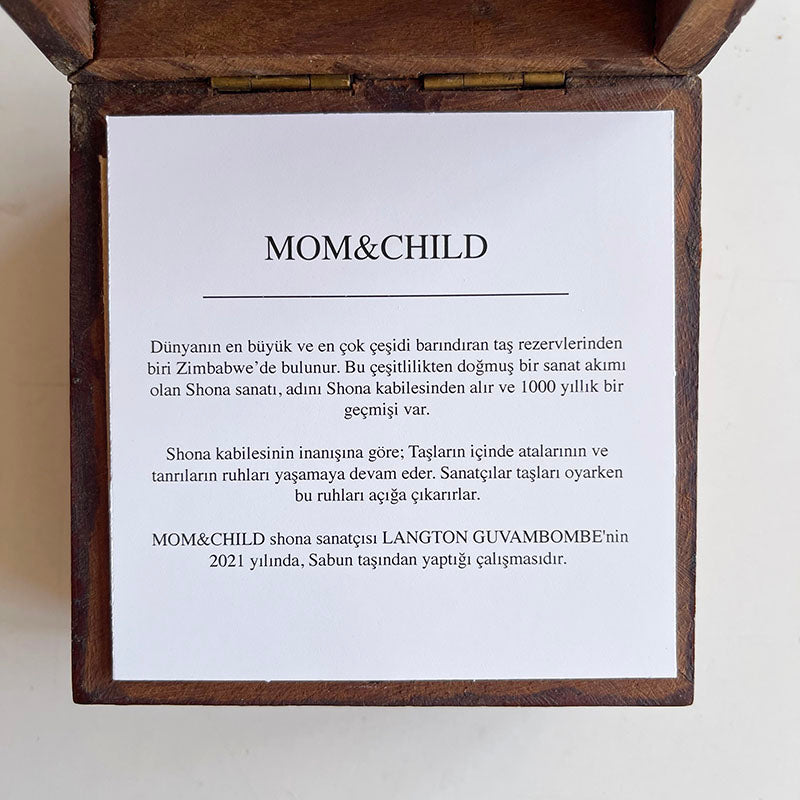 MOM&CHILD
Dünyanın en büyük ve en çok çeşidi barındıran taş rezervlerinden
biri Zimbabwe’de bulunur. Bu çeşitlilikten doğmuş bir sanat akımı
olan Shona sanatı, adını Shona kabilesinden alır ve 1000 yıllık bir
geçmişi var.
Shona kabilesinin inanışına göre; Taşların içinde atalarının ve
tanrıların ruhları yaşamaya devam eder. Sanatçılar taşları oyarken
bu ruhları açığa çıkarırlar.
MOM&CHILD shona sanatçısı LANGTON GUVAMBOMBE'nin
2021 yılında, Sabun taşından yaptığı çalışmasıdır.